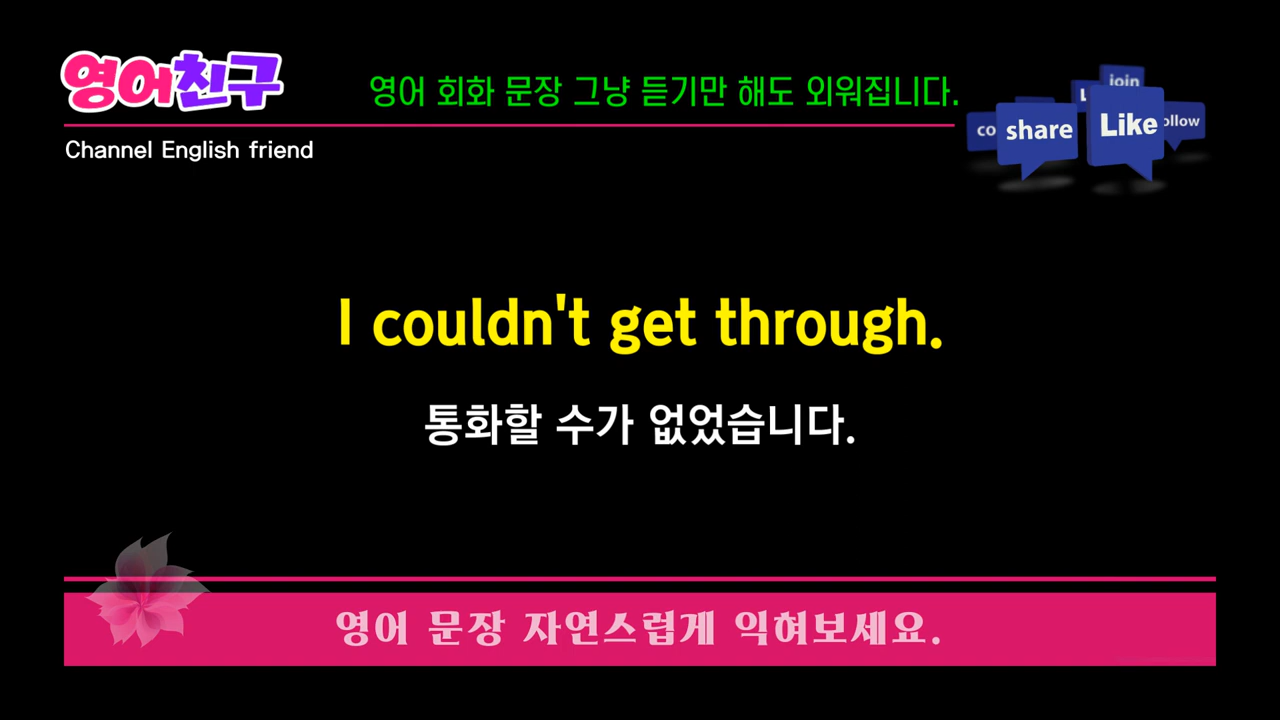 영어친구
영어 회화 문장 그냥 듣기만 해도 외워집니다.
Channel English friend
join
L
co
share
Like
ollow
I couldn't get through.
통화할 수가 없었습니다.
영어 문장 자연스럽게 익혀보세요.